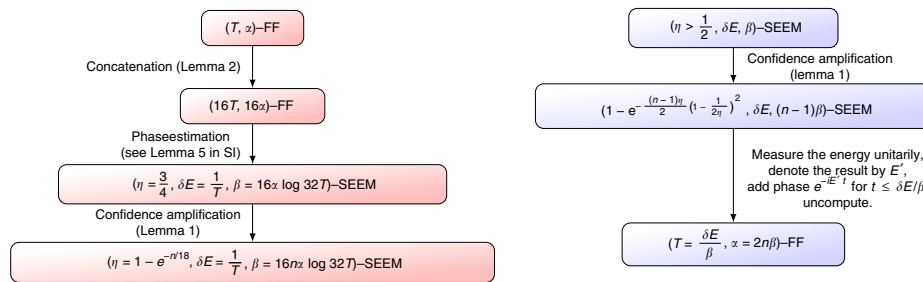 (T, α)–FF
Concatenation (Lemma 2)
(16T, 16α)–FF
Phaseestimation
(see Lemma 5 in SI)
(η = 3/4, δE = 1/T, β = 16α log 32T)–SEEM
Confidence amplification
(Lemma 1)
(η = 1 − e^{−n/18}, δE = 1/T, β = 16nα log 32T)–SEEM
(η > 1/2, δE, β)–SEEM
Confidence amplification
(lemma 1)
(1 − e^{−(n−1)η/2 (1 − 1/2η)^2}, δE, (n − 1)β)–SEEM
Measure the energy unitarily,
denote the result by E′,
add phase e^{−iE′ t} for t ≤ δE/β
uncompute.
(T = δE/β, α = 2nβ)–FF